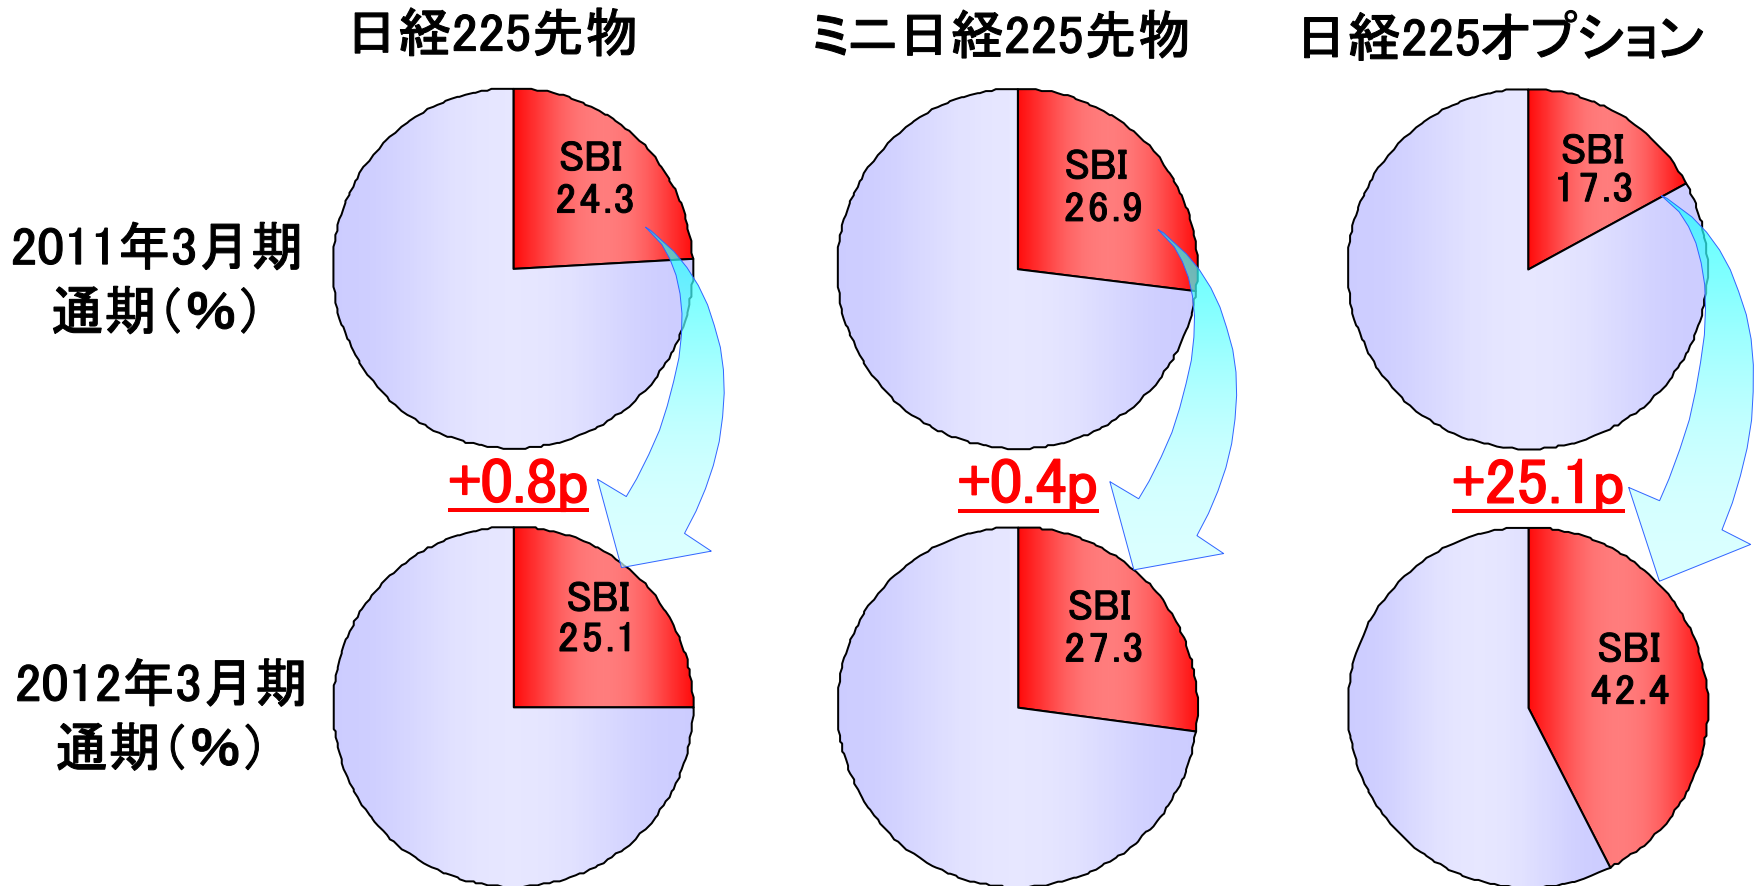 日経225先物
ミニ日経225先物
日経225オプション
2011年3月期
通期(%)
SBI
24.3
SBI
26.9
SBI
17.3
+0.8p
+0.4p
+25.1p
2012年3月期
通期(%)
SBI
25.1
SBI
27.3
SBI
42.4